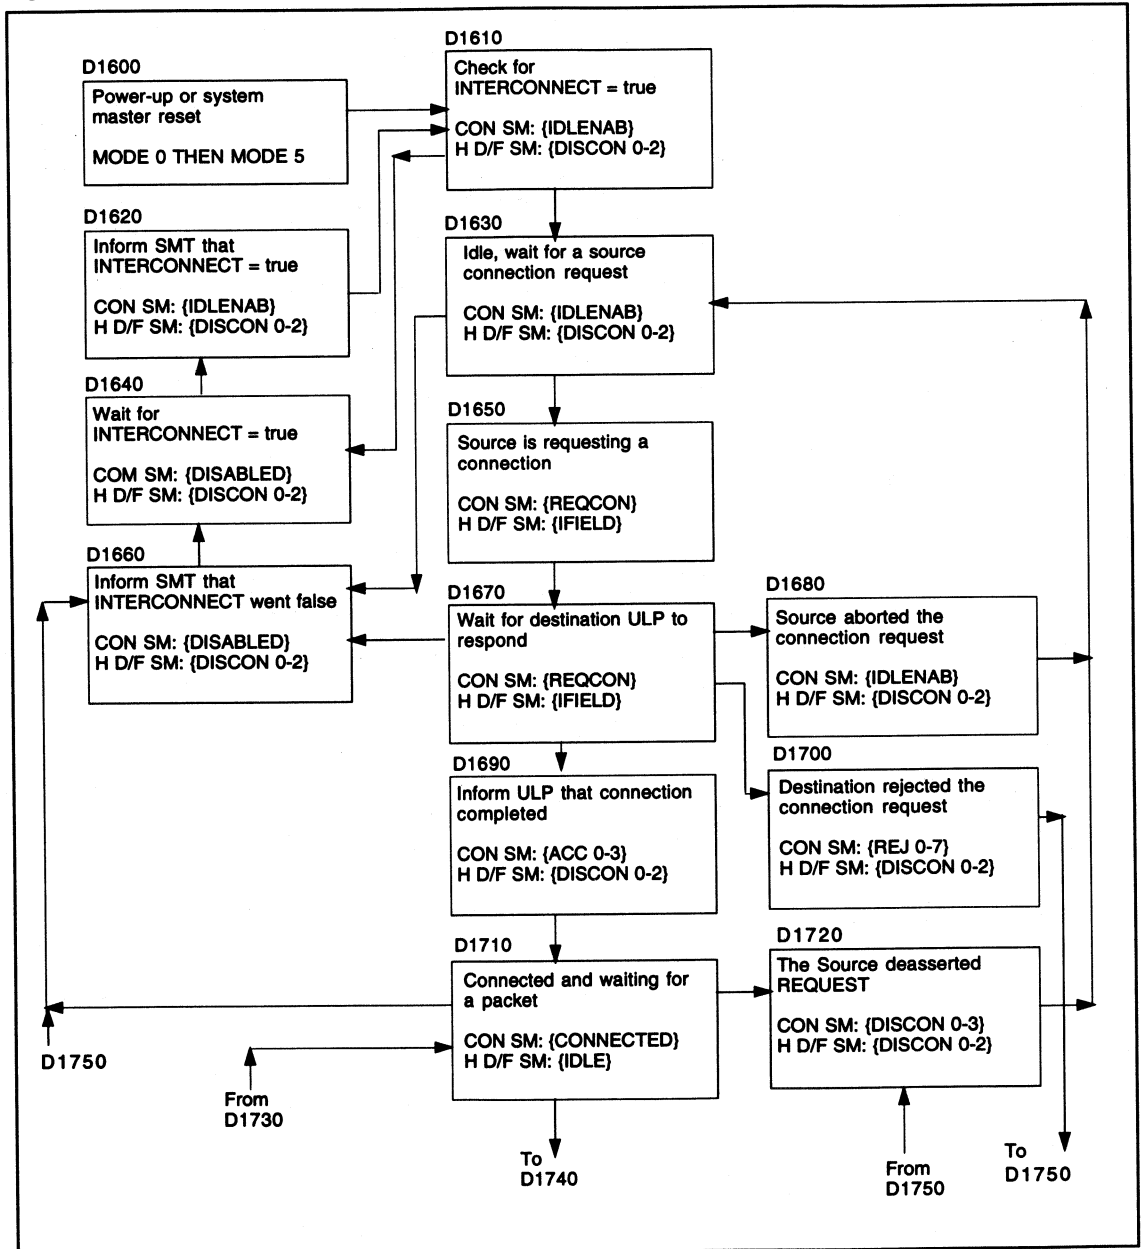 D1600
Power-up or system
master reset
MODE 0 THEN MODE 5
D1610
Check for
INTERCONNECT = true
CON SM: {IDLENAB}
H D/F SM: {DISCON 0-2}
D1620
Inform SMT that
INTERCONNECT = true
CON SM: {IDLENAB}
H D/F SM: {DISCON 0-2}
D1630
Idle, wait for a source
connection request
CON SM: {IDLENAB}
H D/F SM: {DISCON 0-2}
D1640
Wait for
INTERCONNECT = true
COM SM: {DISABLED}
H D/F SM: {DISCON 0-2}
D1650
Source is requesting a
connection
CON SM: {REQCON}
H D/F SM: {IFIELD}
D1660
Inform SMT that
INTERCONNECT went false
CON SM: {DISABLED}
H D/F SM: {DISCON 0-2}
D1670
Wait for destination ULP to
respond
CON SM: {REQCON}
H D/F SM: {IFIELD}
D1680
Source aborted the
connection request
CON SM: {IDLENAB}
H D/F SM: {DISCON 0-2}
D1690
Inform ULP that connection
completed
CON SM: {ACC 0-3}
H D/F SM: {DISCON 0-2}
D1700
Destination rejected the
connection request
CON SM: {REJ 0-7}
H D/F SM: {DISCON 0-2}
D1710
Connected and waiting for
a packet
CON SM: {CONNECTED}
H D/F SM: {IDLE}
D1720
The Source deasserted
REQUEST
CON SM: {DISCON 0-3}
H D/F SM: {DISCON 0-2}
D1750
From
D1730
To
D1740
From
D1750
To
D1750